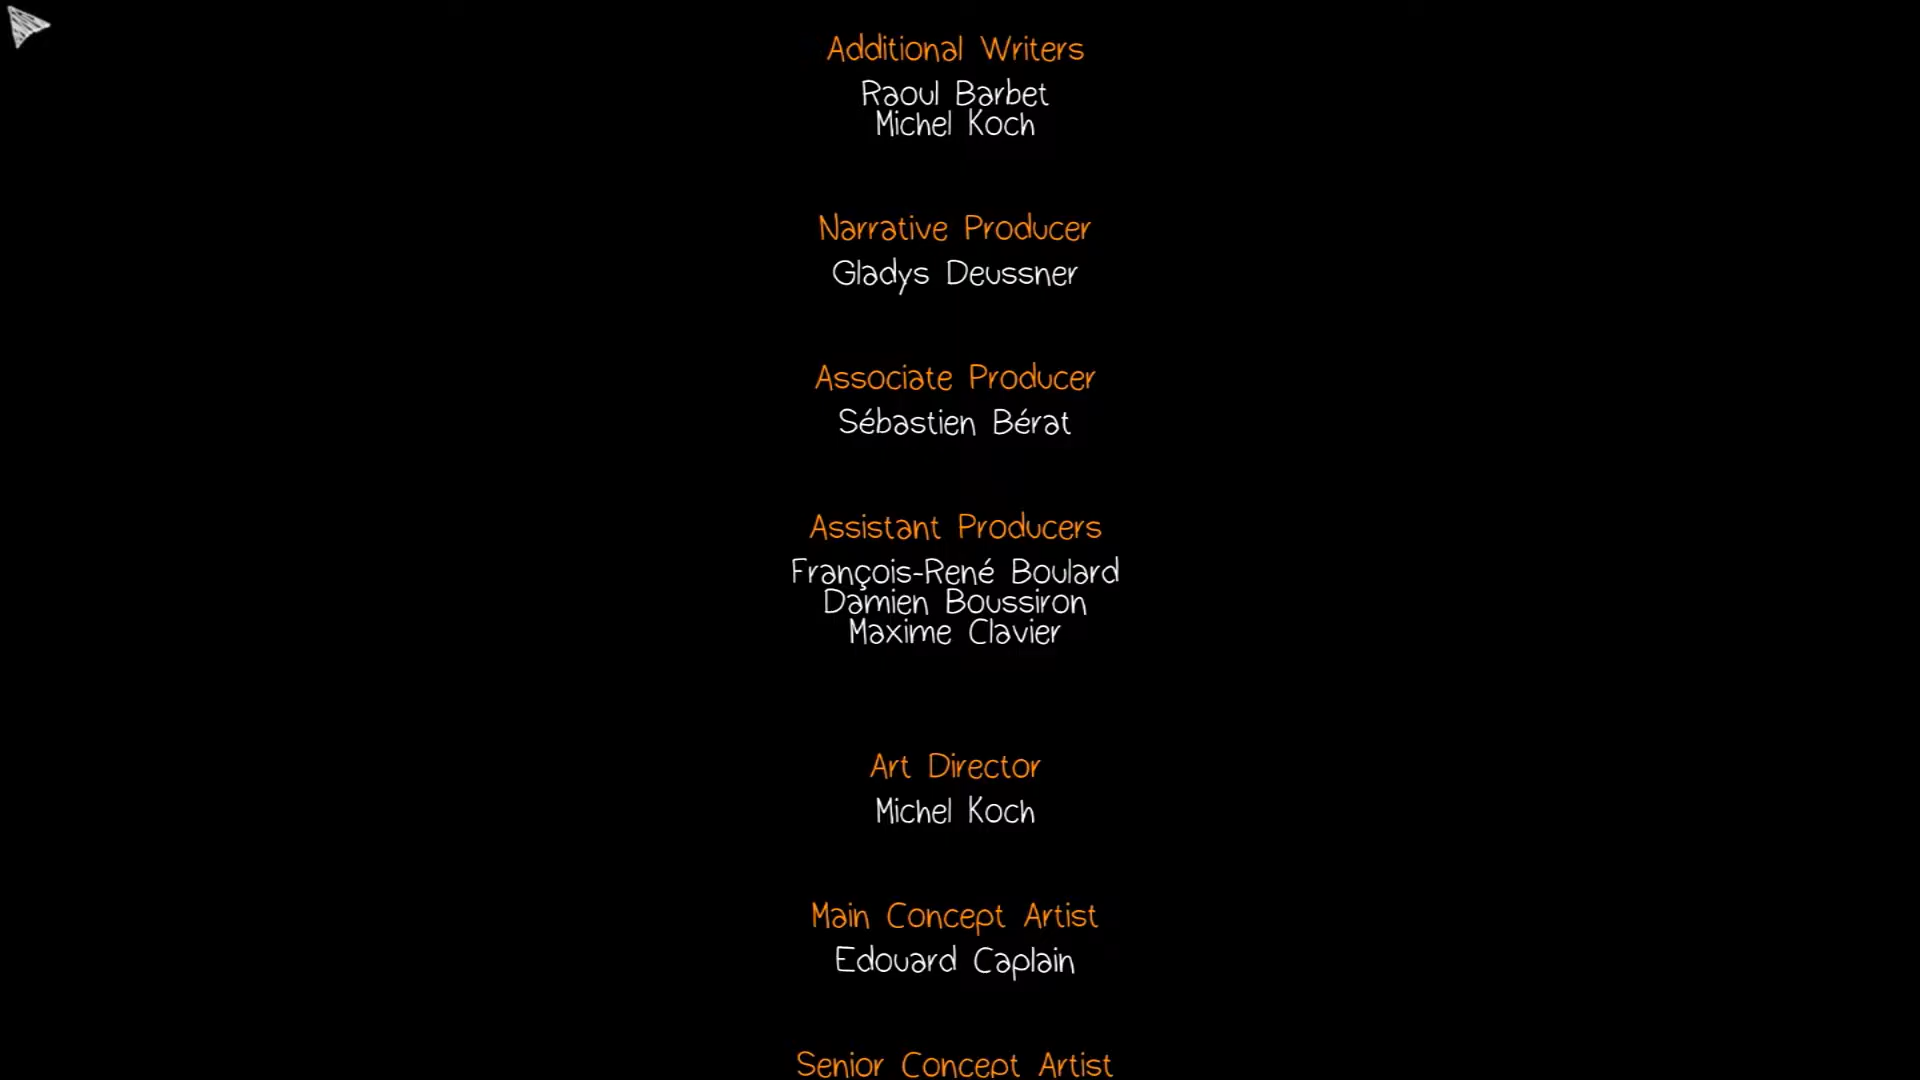 Additional Writers
Raoul Barbet
Michel Koch
Narrative Producer
Gladys Deussner
Associate Producer
Sébastien Bérat
Assistant Producers
François-René Boulard
Damien Boussiron
Maxime Clavier
Art Director
Michel Koch
Main Concept Artist
Edouard Caplain
Senior Concept Artist